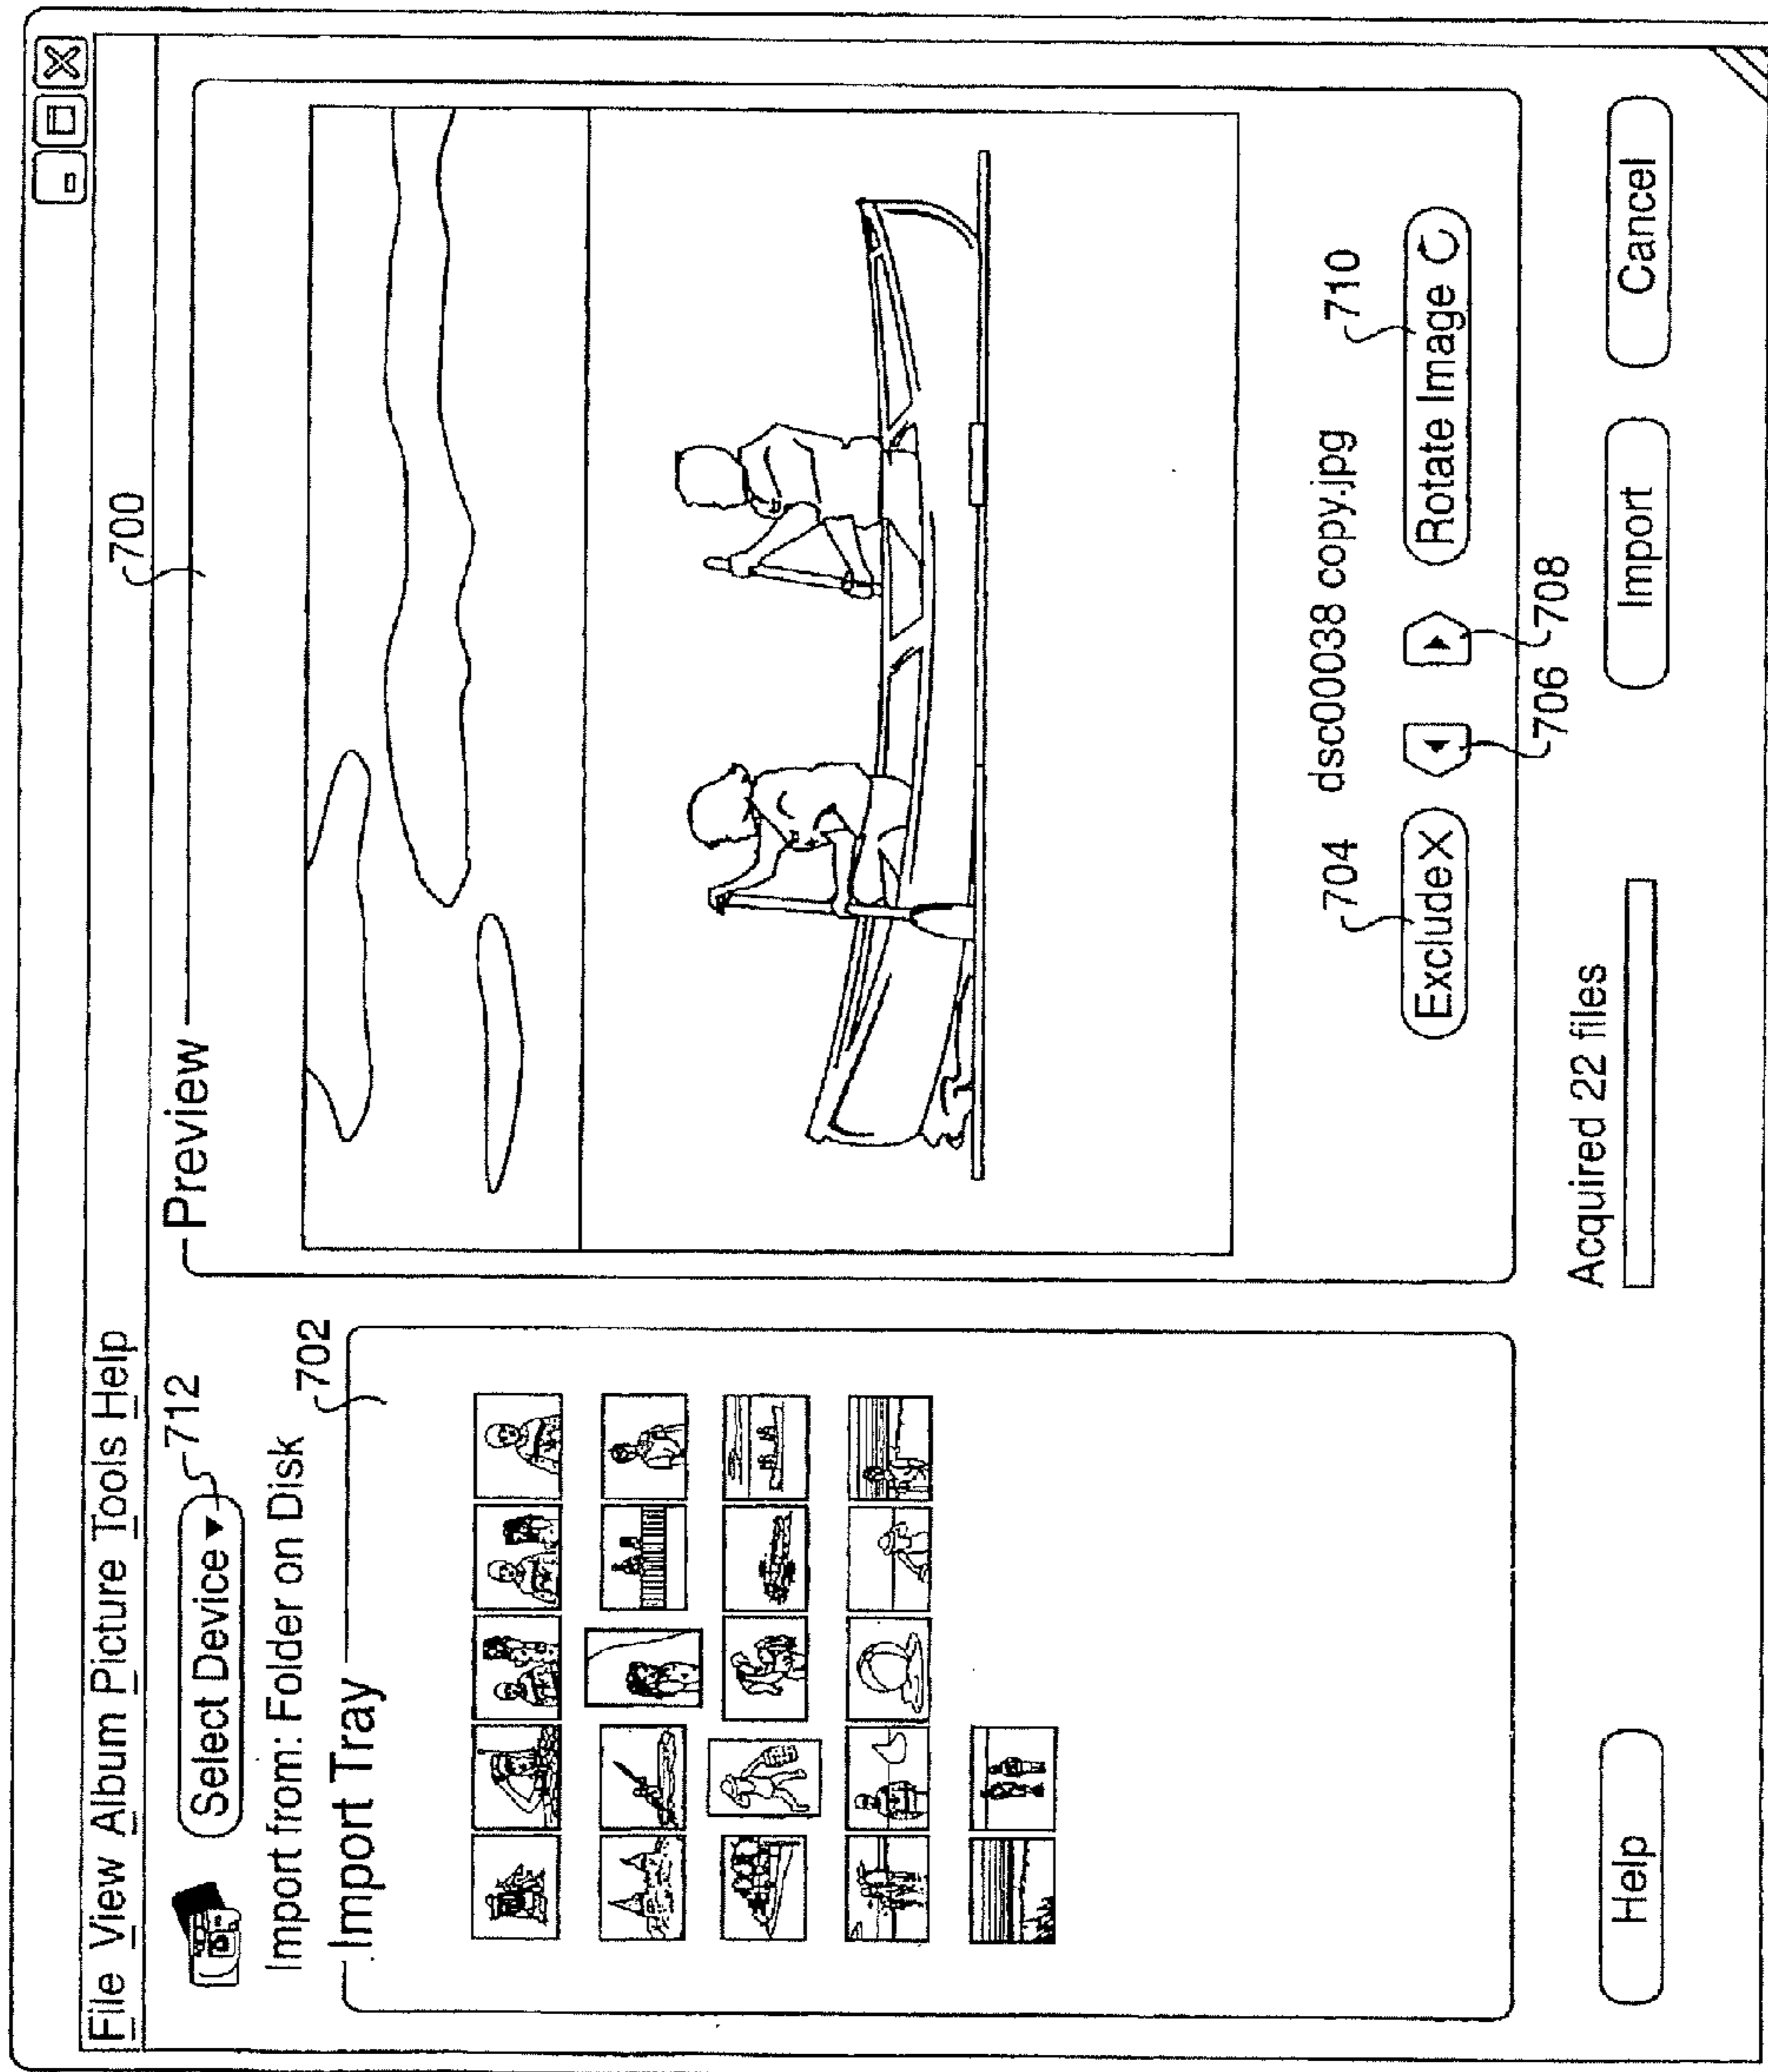 File View Album Picture Tools Help
Select Device
712
Import from: Folder on Disk
Import Tray
702
700
Preview
704
dsc00038 copy.jpg
710
Exclude X
Rotate Image
706
708
Acquired 22 files
Help
Import
Cancel